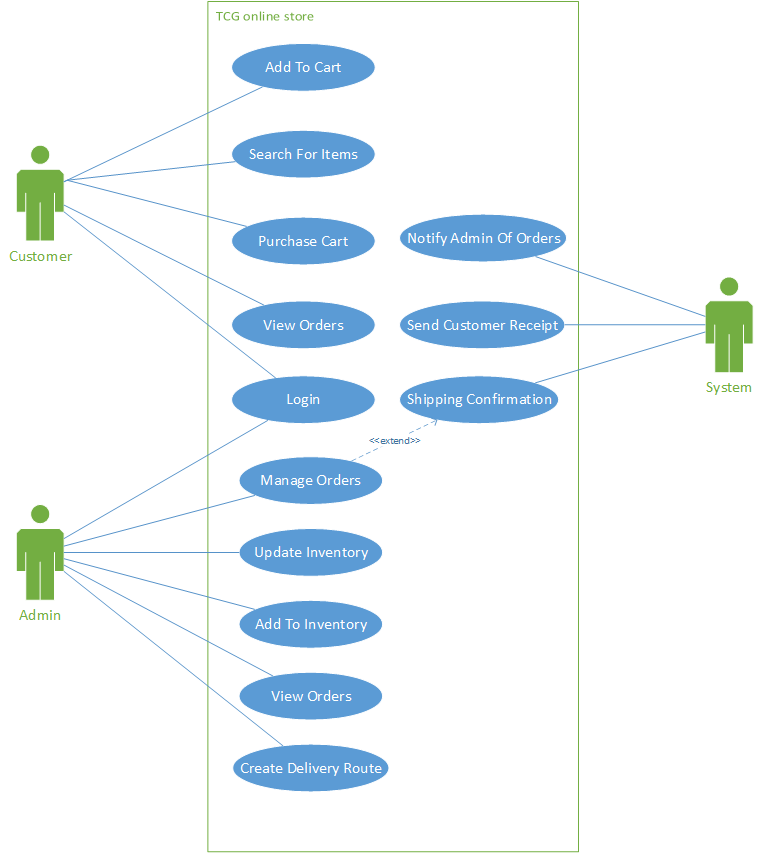 TCG online store
Add To Cart
Search For Items
Customer
Purchase Cart
Notify Admin Of Orders
View Orders
Send Customer Receipt
System
Login
Shipping Confirmation
<<extend>>
Manage Orders
Update Inventory
Admin
Add To Inventory
View Orders
Create Delivery Route